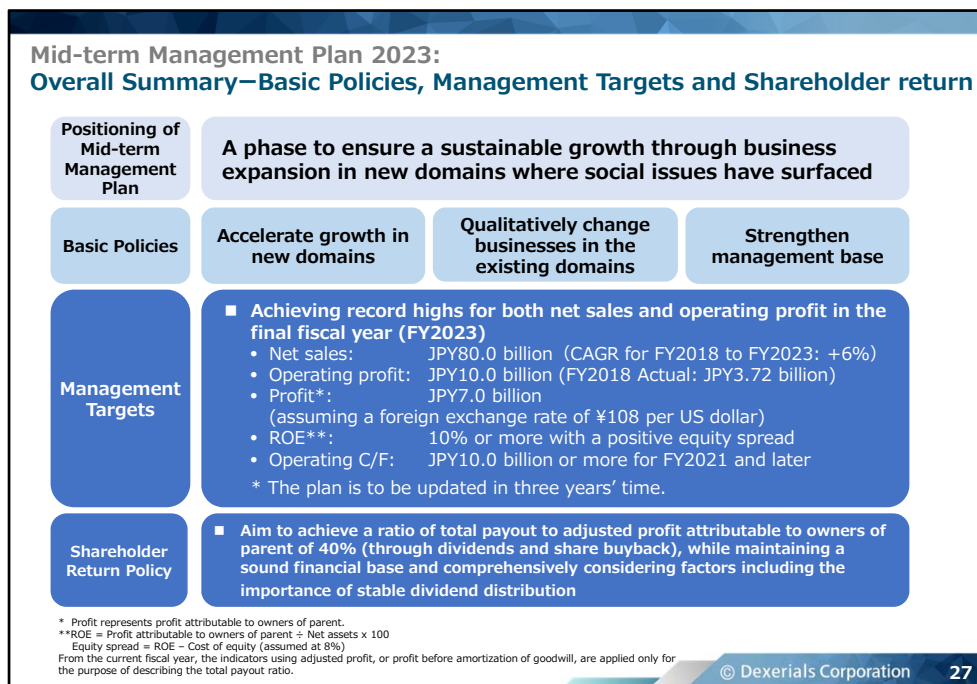 Mid-term Management Plan 2023:
Overall Summary—Basic Policies, Management Targets and Shareholder return
Positioning of
Mid-term
Management
Plan
A phase to ensure a sustainable growth through business
expansion in new domains where social issues have surfaced
Basic Policies
Accelerate growth in
new domains
Qualitatively change
businesses in the
existing domains
Strengthen
management base
Management
Targets
■ Achieving record highs for both net sales and operating profit in the
final fiscal year (FY2023)
• Net sales: JPY80.0 billion（CAGR for FY2018 to FY2023: +6%）
• Operating profit: JPY10.0 billion (FY2018 Actual: JPY3.72 billion)
• Profit*: JPY7.0 billion
(assuming a foreign exchange rate of ¥108 per US dollar)
• ROE**: 10% or more with a positive equity spread
• Operating C/F: JPY10.0 billion or more for FY2021 and later
* The plan is to be updated in three years’ time.
Shareholder
Return Policy
■ Aim to achieve a ratio of total payout to adjusted profit attributable to owners of
parent of 40% (through dividends and share buyback), while maintaining a
sound financial base and comprehensively considering factors including the
importance of stable dividend distribution
* Profit represents profit attributable to owners of parent.
**ROE = Profit attributable to owners of parent ÷ Net assets x 100
Equity spread = ROE – Cost of equity (assumed at 8%)
From the current fiscal year, the indicators using adjusted profit, or profit before amortization of goodwill, are applied only for
the purpose of describing the total payout ratio.
© Dexerials Corporation 27